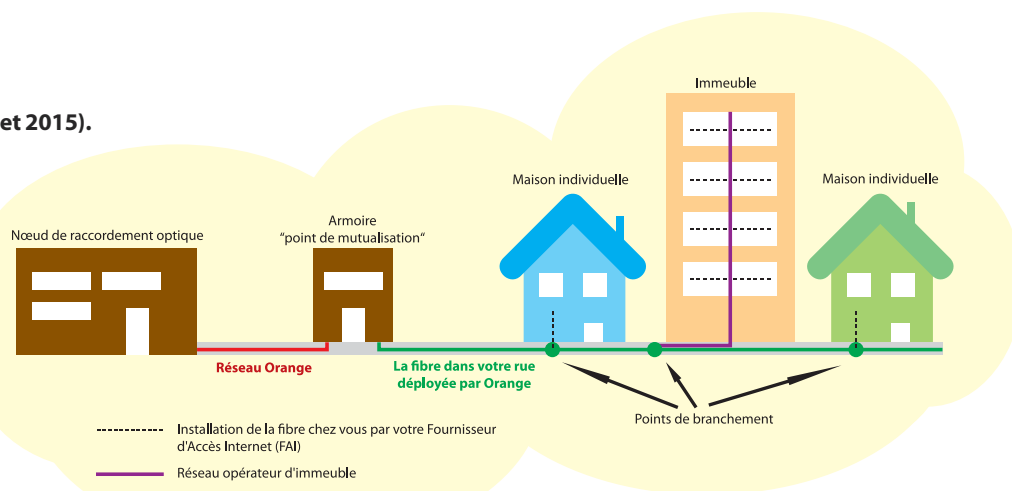 et 2015).
Immeuble
Maison individuelle
Maison individuelle
Nœud de raccordement optique
Armoire
“point de mutualisation“
Réseau Orange
La fibre dans votre rue
déployée par Orange
Points de branchement
Installation de la fibre chez vous par votre Fournisseur
d'Accès Internet (FAI)
Réseau opérateur d'immeuble